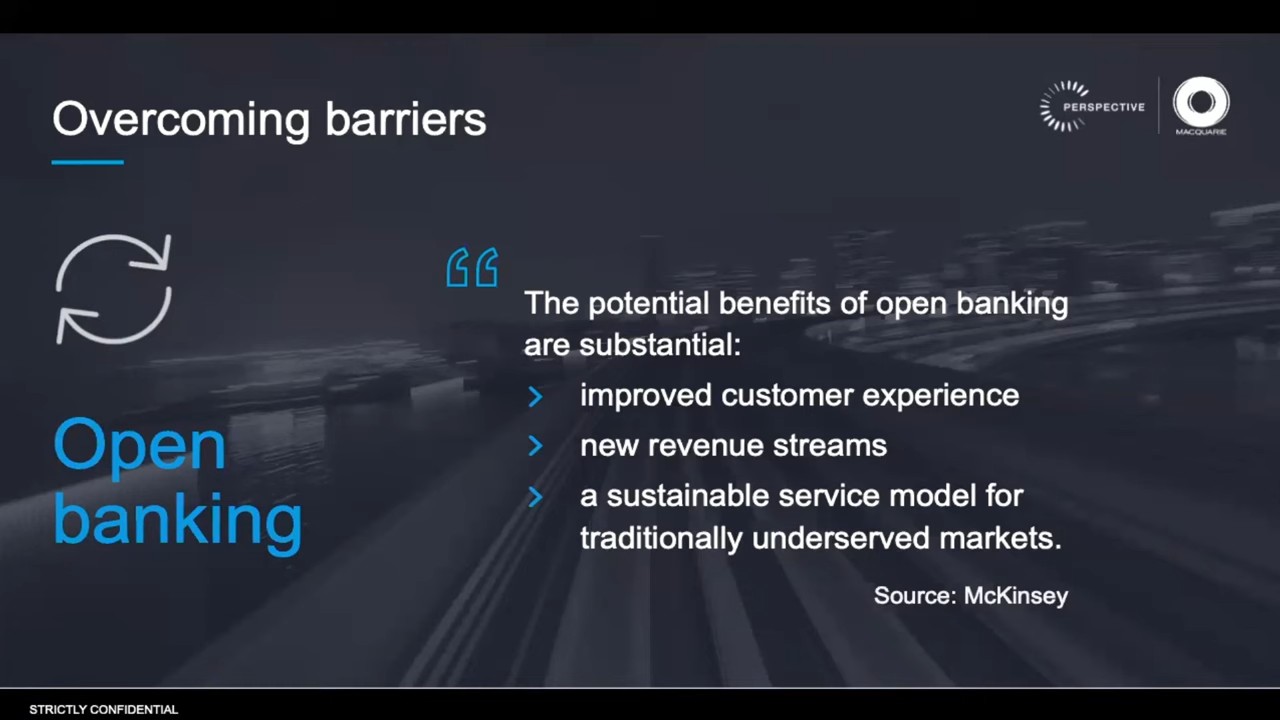 Overcoming barriers
PERSPECTIVE
MACQUARIE
Open
banking
The potential benefits of open banking
are substantial:
improved customer experience
new revenue streams
a sustainable service model for
traditionally underserved markets.
Source: McKinsey
STRICTLY CONFIDENTIAL